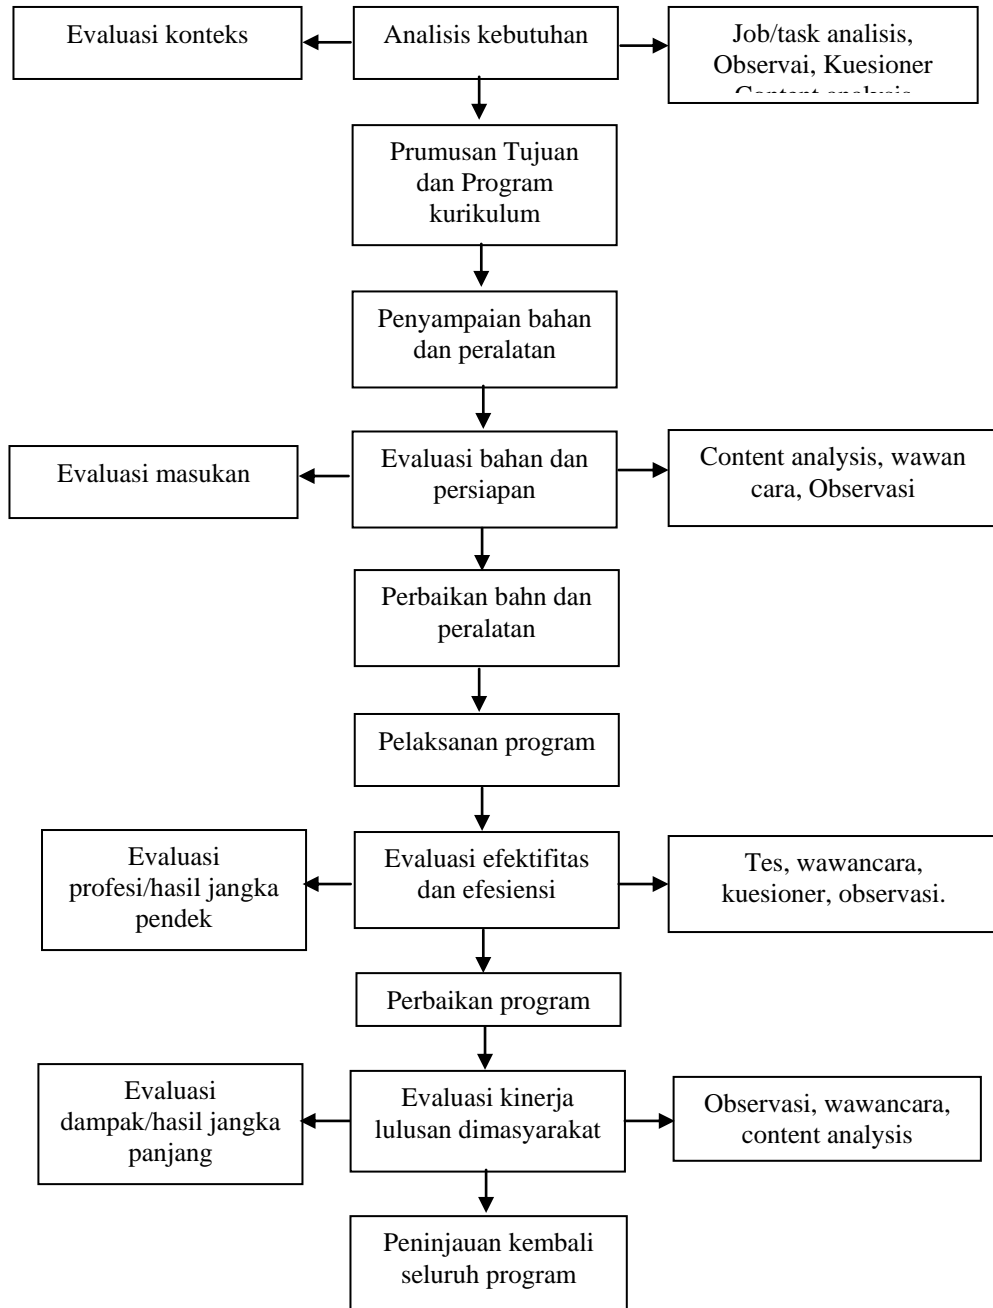 Evaluasi konteks
Analisis kebutuhan
Job/task analisis,
Observai, Kuesioner
Content analysis
Prumusan Tujuan
dan Program
kurikulum
Penyampaian bahan
dan peralatan
Evaluasi masukan
Evaluasi bahan dan
persiapan
Content analysis, wawan
cara, Observasi
Perbaikan bahn dan
peralatan
Pelaksanan program
Evaluasi
profesi/hasil jangka
pendek
Evaluasi efektifitas
dan efesiensi
Tes, wawancara,
kuesioner, observasi.
Perbaikan program
Evaluasi
dampak/hasil jangka
panjang
Evaluasi kinerja
lulusan dimasyarakat
Observasi, wawancara,
content analysis
Peninjauan kembali
seluruh program